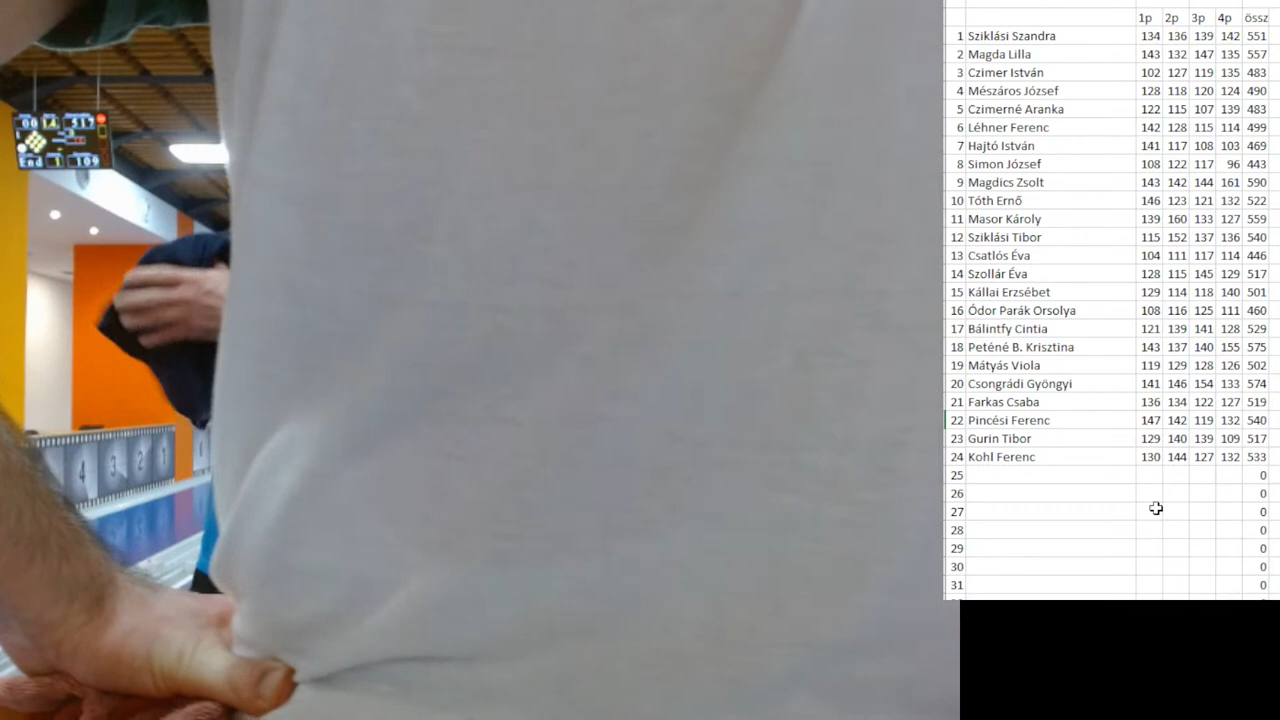 00 14 517
End 1 109
4 3 2 1
1p 2p 3p 4p össz
1 Sziklási Szandra 134 136 139 142 551
2 Magda Lilla 143 132 147 135 557
3 Czimer István 102 127 119 135 483
4 Mészáros József 128 118 120 124 490
5 Czimerné Aranka 122 115 107 139 483
6 Léhner Ferenc 142 128 115 114 499
7 Hajtó István 141 117 108 103 469
8 Simon József 108 122 117 96 443
9 Magdics Zsolt 143 142 144 161 590
10 Tóth Ernő 146 123 121 132 522
11 Masor Károly 139 160 133 127 559
12 Sziklási Tibor 115 152 137 136 540
13 Csatlós Éva 104 111 117 114 446
14 Szollár Éva 128 115 145 129 517
15 Kállai Erzsébet 129 114 118 140 501
16 Ódor Parák Orsolya 108 116 125 111 460
17 Bálintfy Cintia 121 139 141 128 529
18 Peténé B. Krisztina 143 137 140 155 575
19 Mátyás Viola 119 129 128 126 502
20 Csongrádi Gyöngyi 141 146 154 133 574
21 Farkas Csaba 136 134 122 127 519
22 Pincési Ferenc 147 142 119 132 540
23 Gurin Tibor 129 140 139 109 517
24 Kohl Ferenc 130 144 127 132 533
25 0
26 0
27 0
28 0
29 0
30 0
31 0